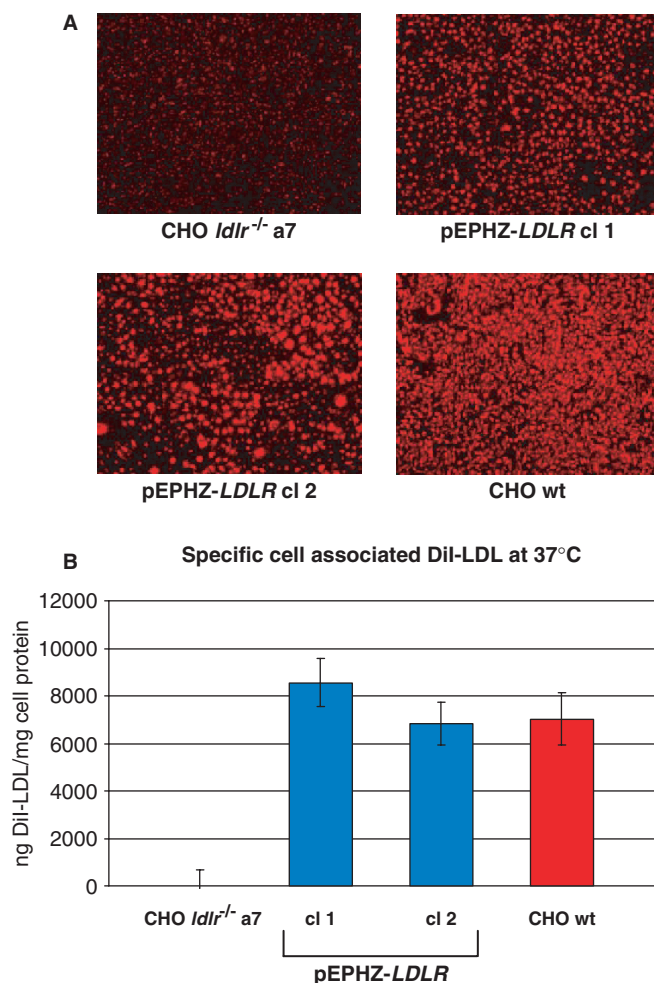 A
CHO ldlr-/- a7
pEPHZ-LDLR cl 1
pEPHZ-LDLR cl 2
CHO wt
B
Specific cell associated DiI-LDL at 37°C
ng DiI-LDL/mg cell protein
12000
10000
8000
6000
4000
2000
0
CHO ldlr-/- a7
cl 1
cl 2
CHO wt
pEPHZ-LDLR